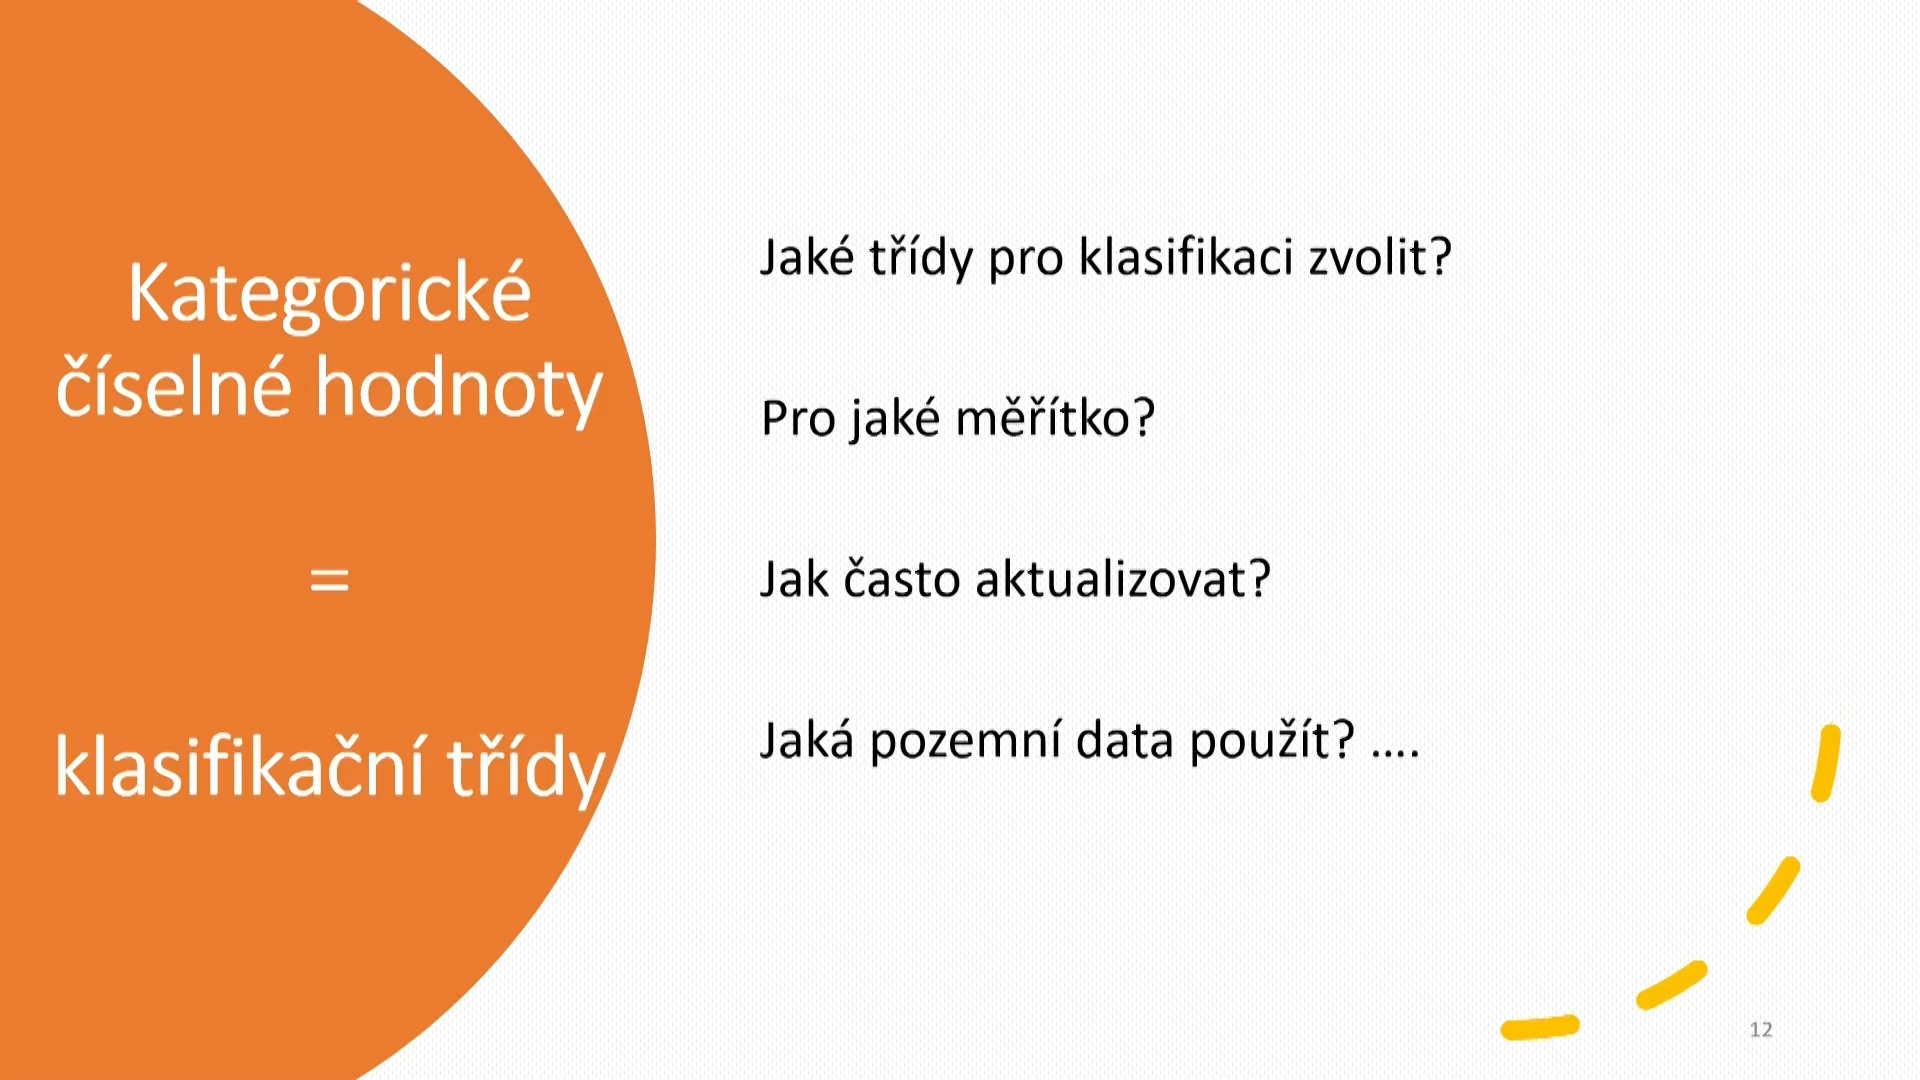 Kategorické
číselné hodnoty
=
klasifikační třídy
Jaké třídy pro klasifikaci zvolit?
Pro jaké měřítko?
Jak často aktualizovat?
Jaká pozemní data použít? ....
12